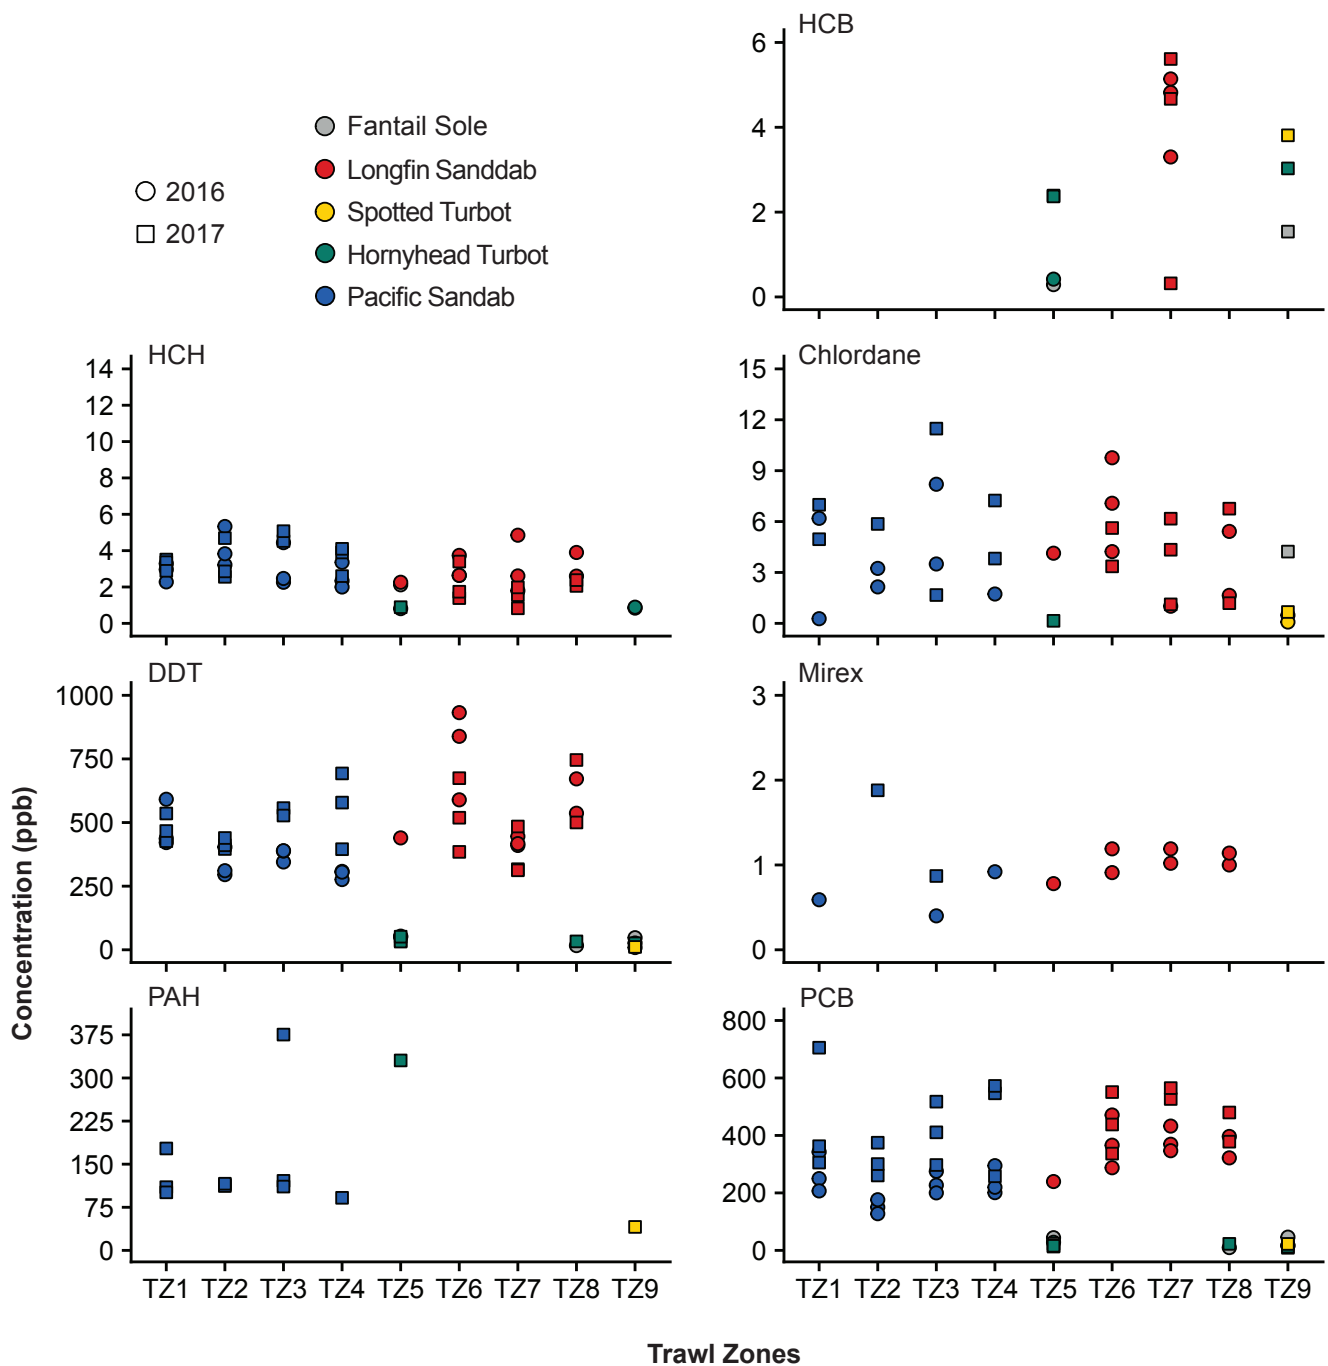 HCB
6
4
2
0
2016
2017
Fantail Sole
Longfin Sanddab
Spotted Turbot
Hornyhead Turbot
Pacific Sandab
HCH
14
12
10
8
6
4
2
0
Chlordane
15
12
9
6
3
0
DDT
1000
750
500
250
0
Mirex
3
2
1
0
PAH
375
300
225
150
75
0
TZ1 TZ2 TZ3 TZ4 TZ5 TZ6 TZ7 TZ8 TZ9
PCB
800
600
400
200
0
TZ1 TZ2 TZ3 TZ4 TZ5 TZ6 TZ7 TZ8 TZ9
Concentration (ppb)
Trawl Zones